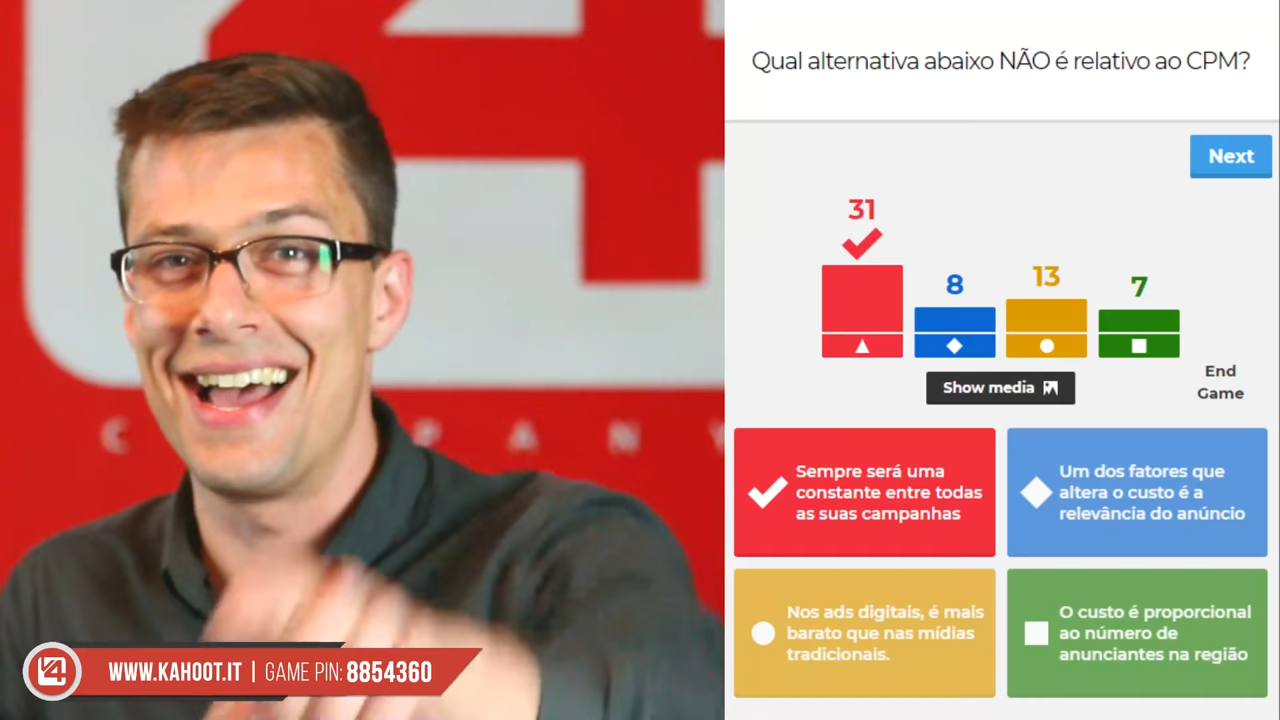 4
C MPANY
Qual alternativa abaixo NÃO é relativo ao CPM?
Next
31
8
13
7
Show media
End
Game
Sempre será uma
constante entre todas
as suas campanhas
Um dos fatores que
altera o custo é a
relevância do anúncio
Nos ads digitais, é mais
barato que nas mídias
tradicionais.
O custo é proporcional
ao número de
anunciantes na região
V4
WWW.KAHOOT.IT | GAME PIN: 8854360